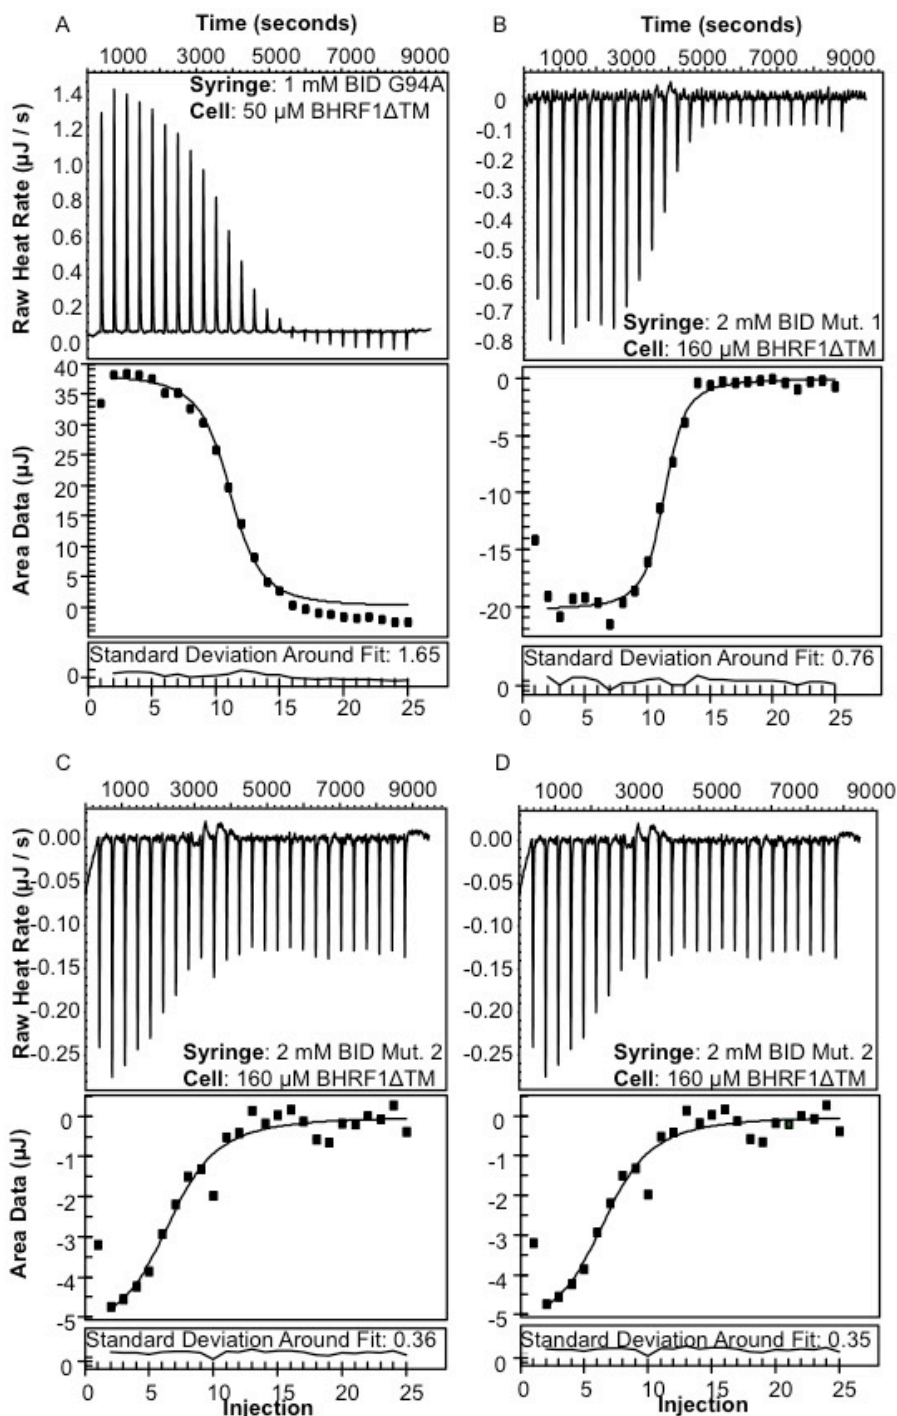 A
Time (seconds)
1000 3000 5000 7000 9000
Syringe: 1 mM BID G94A
Cell: 50 µM BHRF1ΔTM
Raw Heat Rate (µJ / s)
1.4
1.2
1.0
0.8
0.6
0.4
0.2
0.0
Area Data (µJ)
40
35
30
25
20
15
10
5
0
Standard Deviation Around Fit: 1.65
0
0 5 10 15 20 25
B
Time (seconds)
1000 3000 5000 7000 9000
0
-0.1
-0.2
-0.3
-0.4
-0.5
-0.6
-0.7
-0.8
Syringe: 2 mM BID Mut. 1
Cell: 160 µM BHRF1ΔTM
0
-5
-10
-15
-20
Standard Deviation Around Fit: 0.76
0
0 5 10 15 20 25
C
1000 3000 5000 7000 9000
Raw Heat Rate (µJ / s)
0.00
-0.05
-0.10
-0.15
-0.20
-0.25
Syringe: 2 mM BID Mut. 2
Cell: 160 µM BHRF1ΔTM
Area Data (µJ)
0
-1
-2
-3
-4
-5
Standard Deviation Around Fit: 0.36
0
0 5 10 15 20 25
Injection
D
1000 3000 5000 7000 9000
0.00
-0.05
-0.10
-0.15
-0.20
-0.25
Syringe: 2 mM BID Mut. 2
Cell: 160 µM BHRF1ΔTM
0
-1
-2
-3
-4
-5
Standard Deviation Around Fit: 0.35
0
0 5 10 15 20 25
Injection